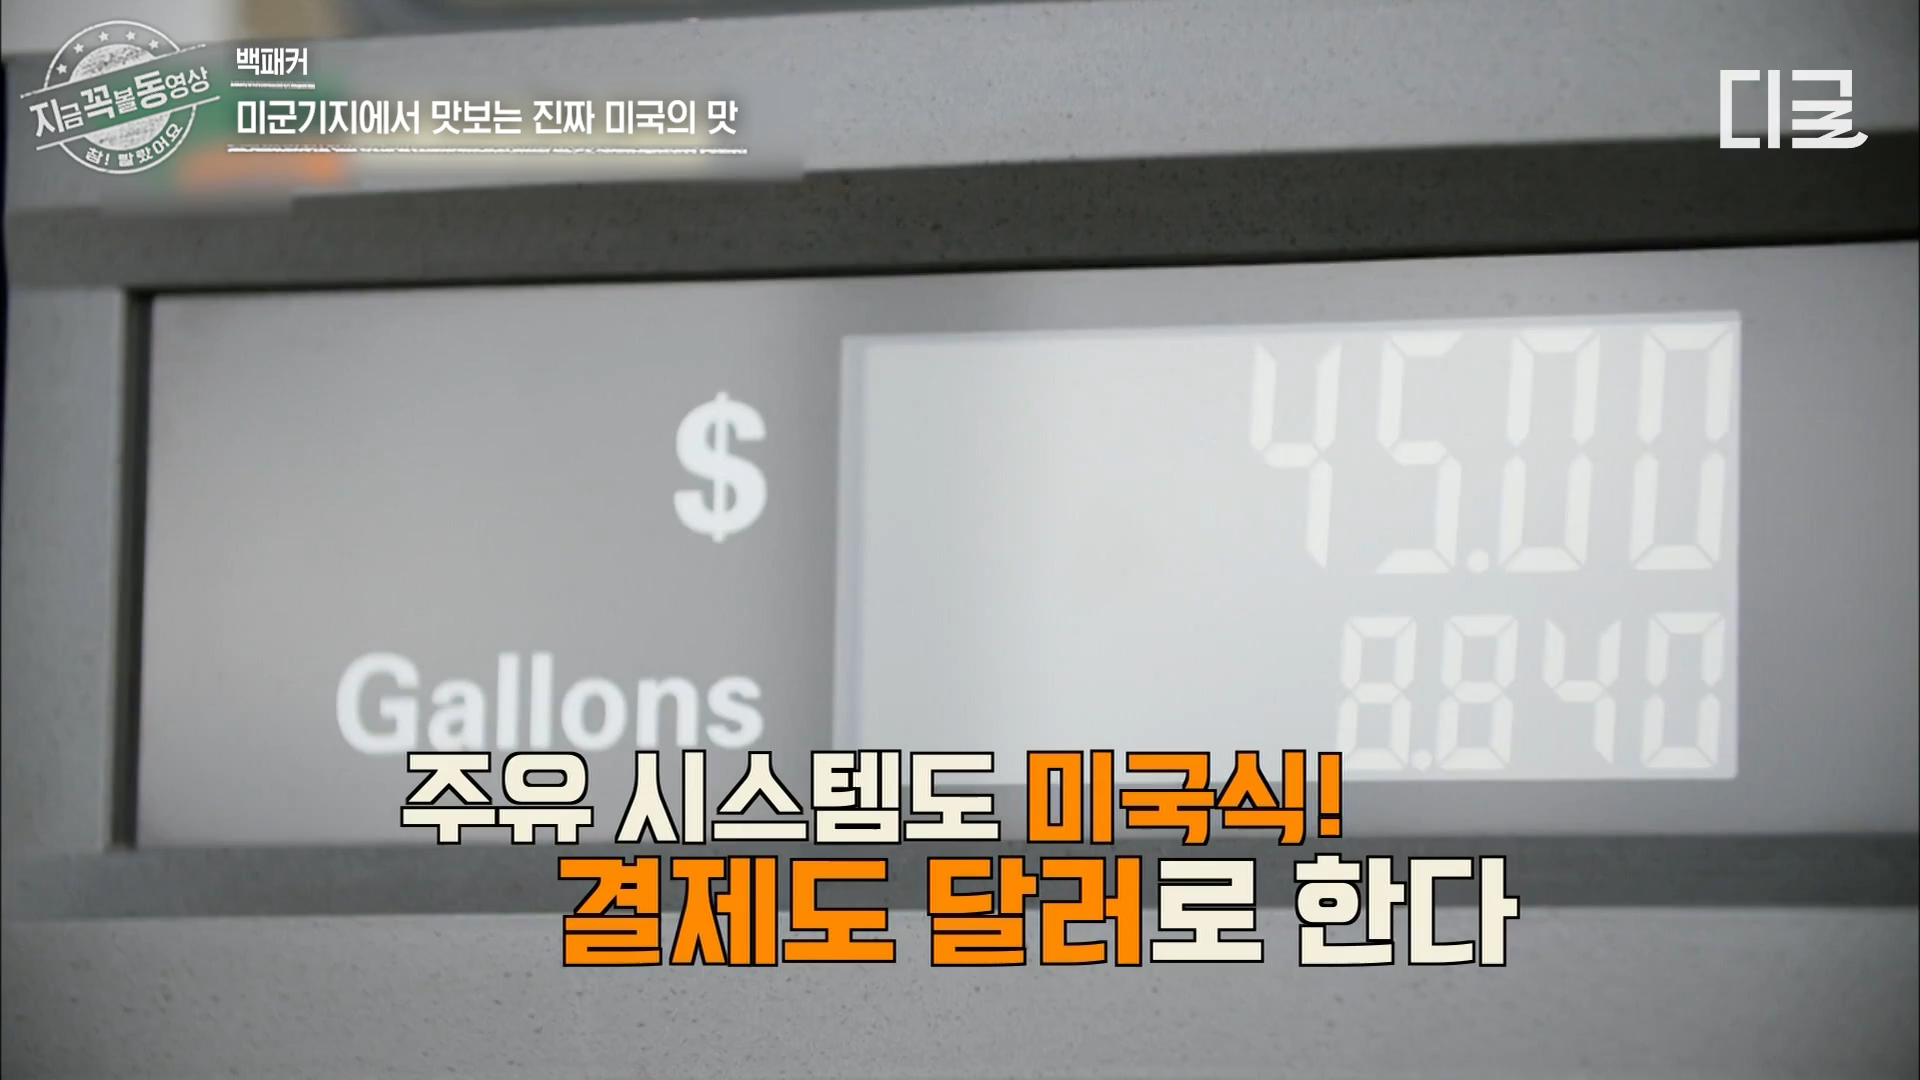 지금 꼭 볼 동영상
참! 잘랐어요
백패커
미군기지에서 맛보는 진짜 미국의 맛
디글
$ 45.00
Gallons 8.840
주유 시스템도 미국식!
결제도 달러로 한다